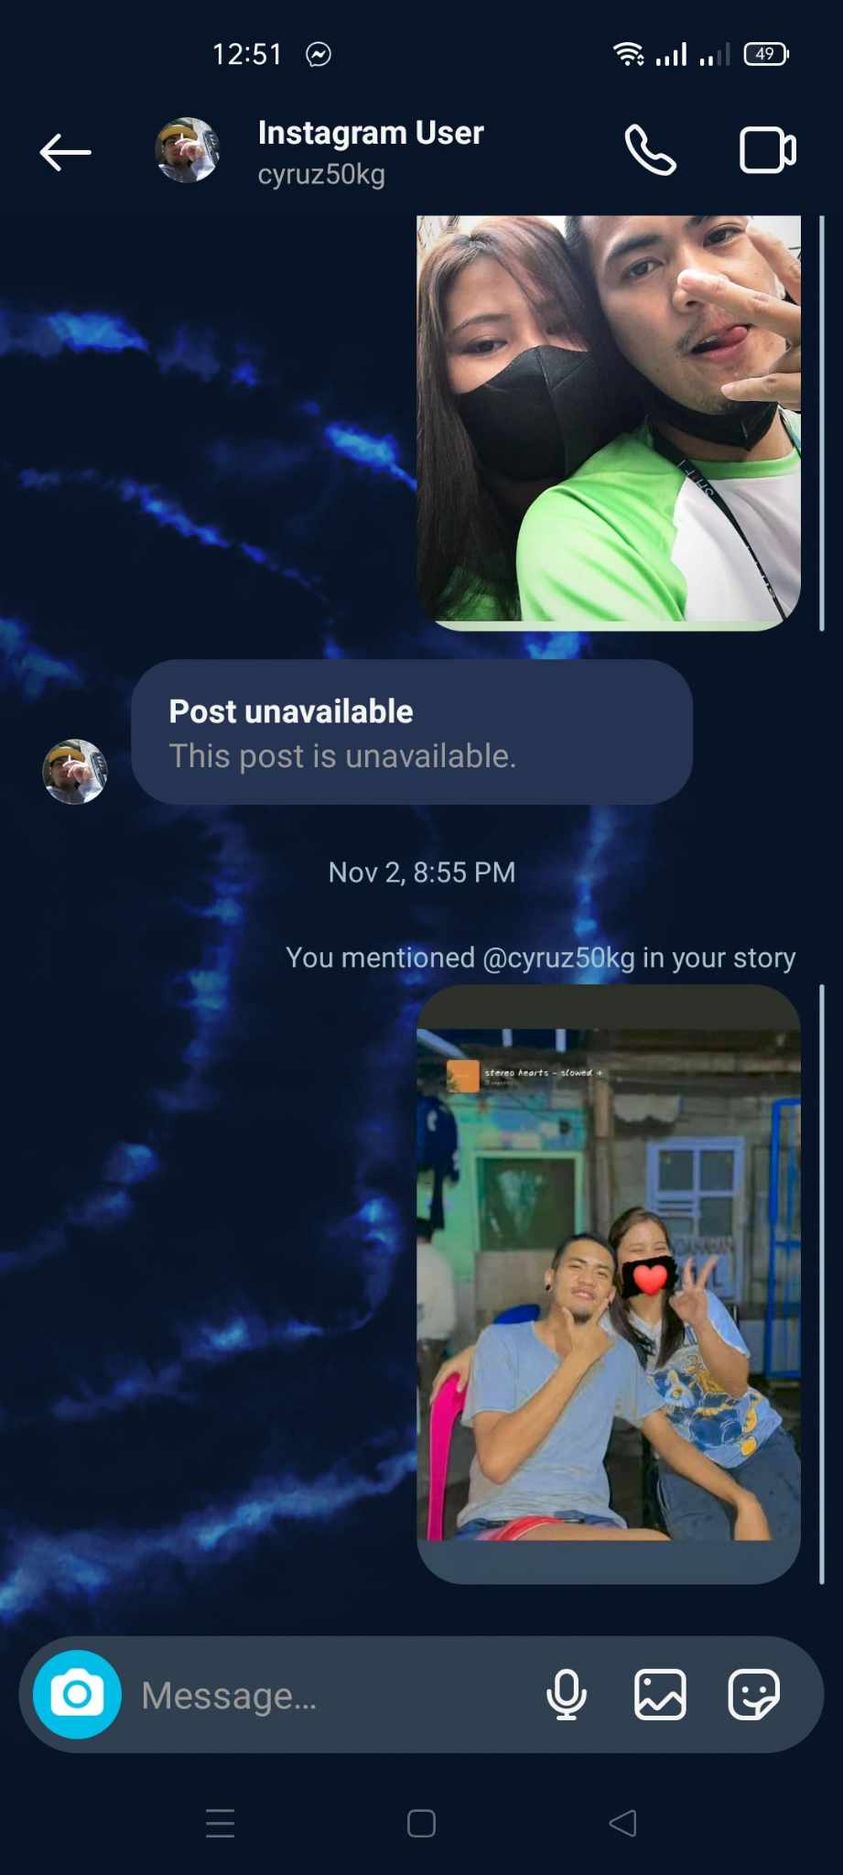 12:51
49
Instagram User
cyruz50kg
Post unavailable
This post is unavailable.
Nov 2, 8:55 PM
You mentioned @cyruz50kg in your story
stereo hearts - slowed +
Message...